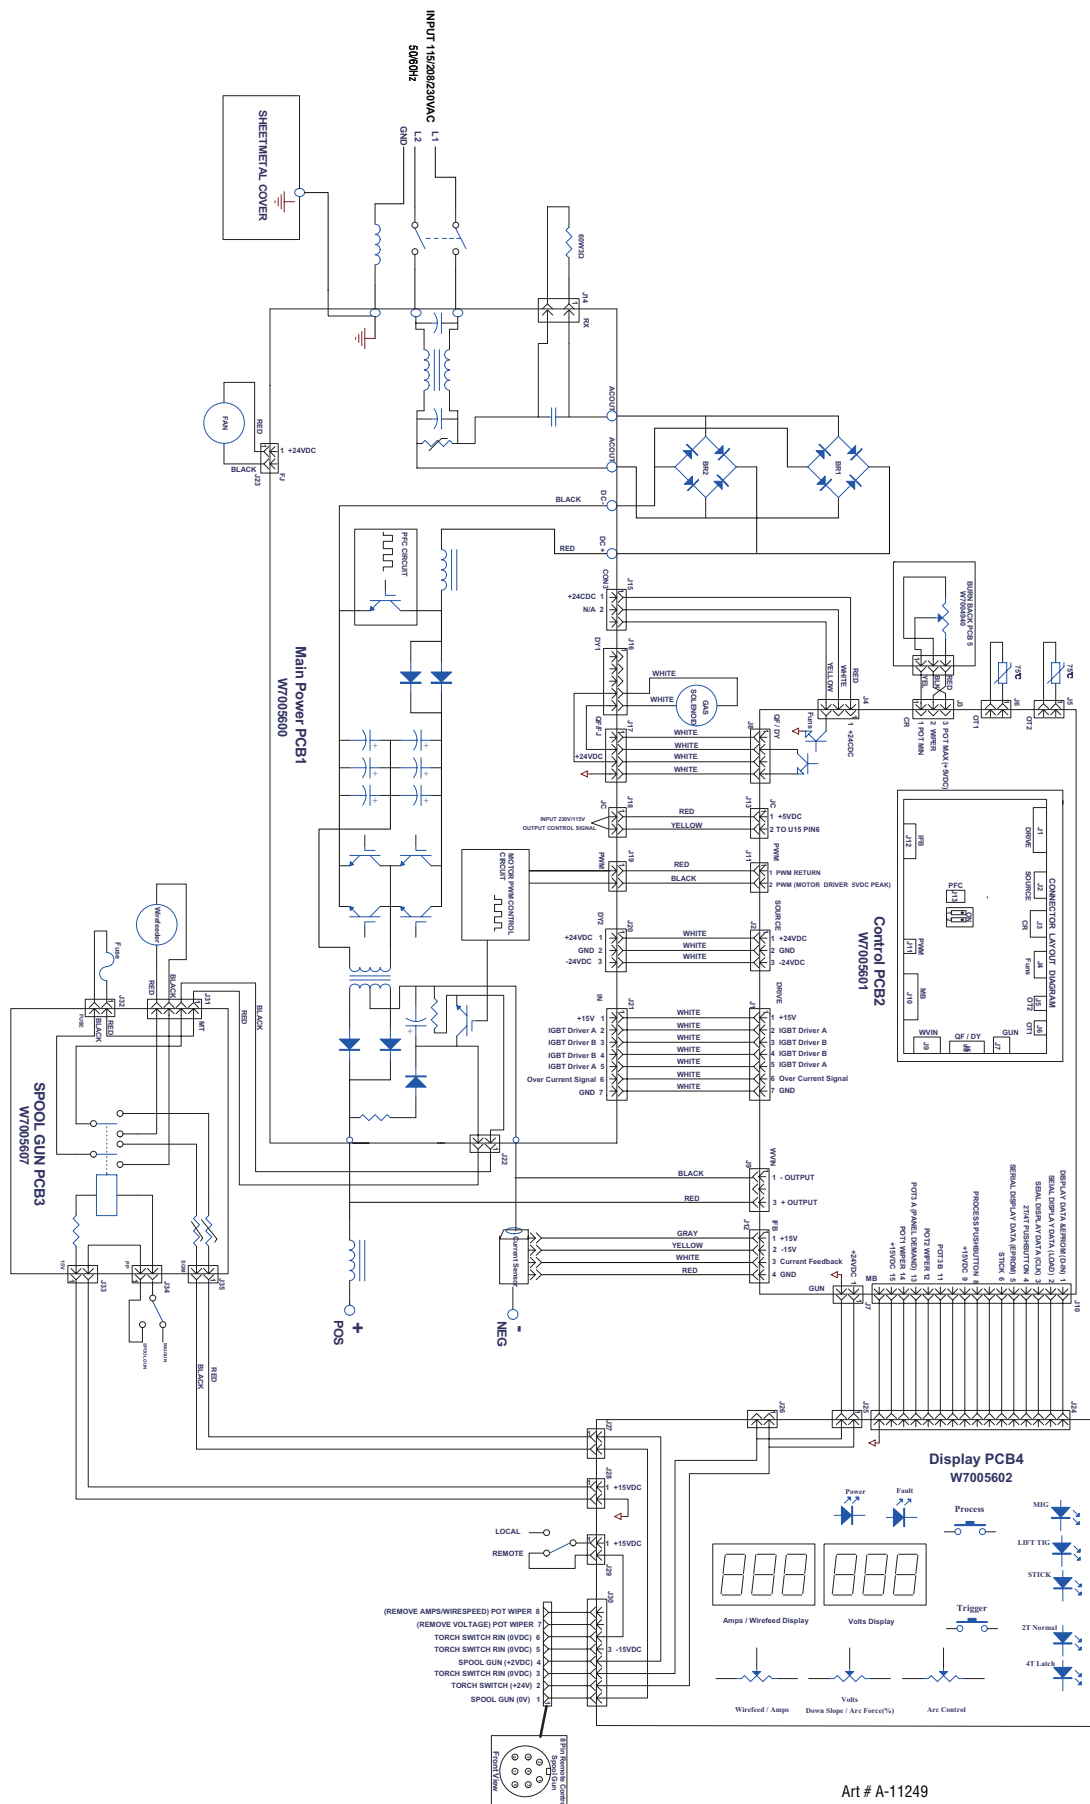 INPUT 115/208/230VAC
50/60Hz
L1
L2
GND
SHEETMETAL COVER
60W3Ω
J14
1
RX
FAN
RED
BLACK
1 +24VDC
J23
FJ
ACOUT
ACOUT
BR2
BR1
DC-
BLACK
DC+
RED
PFC CIRCUIT
Main Power PCB1
W7005600
J15
CON3
+24CDC 1
N/A 2
J16
DY1
WHITE
WHITE
GAS
SOLENOID
YELLOW
WHITE
RED
J4
1 +24CDC
Funs
BURN BACK PCB 5
W7004940
YEL
BLK
RED
J3
CR
1 POT MIN
2 WIPER
3 POT MAX (+5VDC)
75℃
J6
OT1
75℃
J5
OT2
J17
QF/FJ
+24VDC
WHITE
WHITE
WHITE
WHITE
J8
QF / DY
J18
JC
INPUT 230V/115V
OUTPUT CONTROL SIGNAL
RED
YELLOW
J13
JC
1 +5VDC
2 TO U15 PIN6
J19
PWM
RED
BLACK
J11
PWM
1 PWM RETURN
2 PWM (MOTOR DRIVER 5VDC PEAK)
MOTOR PWM CONTROL
CIRCUIT
J20
DY2
+24VDC 1
GND 2
-24VDC 3
WHITE
WHITE
WHITE
SOURCE
1 +24VDC
2 GND
3 -24VDC
J21
IN
+15V 1
IGBT Driver A 2
IGBT Driver B 3
IGBT Driver B 4
IGBT Driver A 5
Over Current Signal 6
GND 7
WHITE
WHITE
WHITE
WHITE
WHITE
WHITE
WHITE
DRIVE
1 +15V
2 IGBT Driver A
3 IGBT Driver B
4 IGBT Driver B
5 IGBT Driver A
6 Over Current Signal
7 GND
Control PCB2
W7005601
CONNECTOR LAYOUT DIAGRAM
J1
DRIVE
J2
SOURCE
J3
CR
J4
Funs
J5
OT2
J6
OT1
J12
IFB
PFC
J13
ON
J11
PWM
J10
MB
WVIN
J9
QF / DY
GUN
J7
Wirefeeder
RED
BLACK
J31
MT
Fuse
J32
FUSE
BLACK
RED
RED
BLACK
SPOOL GUN PCB3
W7005607
J22
WVIN
J9
BLACK
RED
1 - OUTPUT
3 + OUTPUT
IFB
J12
GRAY
YELLOW
WHITE
RED
1 +15V
2 -15V
3 Current Feedback
4 GND
Current Sensor
GUN
+24VDC 1
J7
+
POS
-
NEG
15V
J33
PP
J34
J35
SPOOLGUN
BLACK
RED
MB
J10
DISPLAY DATA &EPROM (D-IN) 1
SEIAL DISPLAY DATA (LOAD) 2
SEIAL DISPLAY DATA (CLK) 3
2T/4T PUSHBUTTON 4
SERIAL DISPLAY DATA (EPROM) 5
STICK 6
PROCESS PUSHBUTTON 8
+15VDC 9
POT3 B 11
POT2 WIPER 12
POT3 A (PANEL DEMAND) 13
POT1 WIPER 14
+15VDC 15
J24
J25
J26
J27
J28
1 +15VDC
LOCAL
REMOTE
1 +15VDC
J29
J30
3 -15VDC
(REMOVE AMPS/WIRESPEED) POT WIPER 8
(REMOVE VOLTAGE) POT WIPER 7
TORCH SWITCH RIN (0VDC) 6
TORCH SWITCH RIN (0VDC) 5
SPOOL GUN (+2VDC) 4
TORCH SWITCH RIN (0VDC) 3
TORCH SWITCH (+24V) 2
SPOOL GUN (0V) 1
8 Pin Remote Control
Spool Gun
Front View
Display PCB4
W7005602
Power
Fault
Process
MIG
LIFT TIG
STICK
Trigger
2T Normal
4T Latch
Amps / Wirefeed Display
Volts Display
Wirefeed / Amps
Volts
Down Slope / Arc Force(%)
Arc Control
Art # A-11249